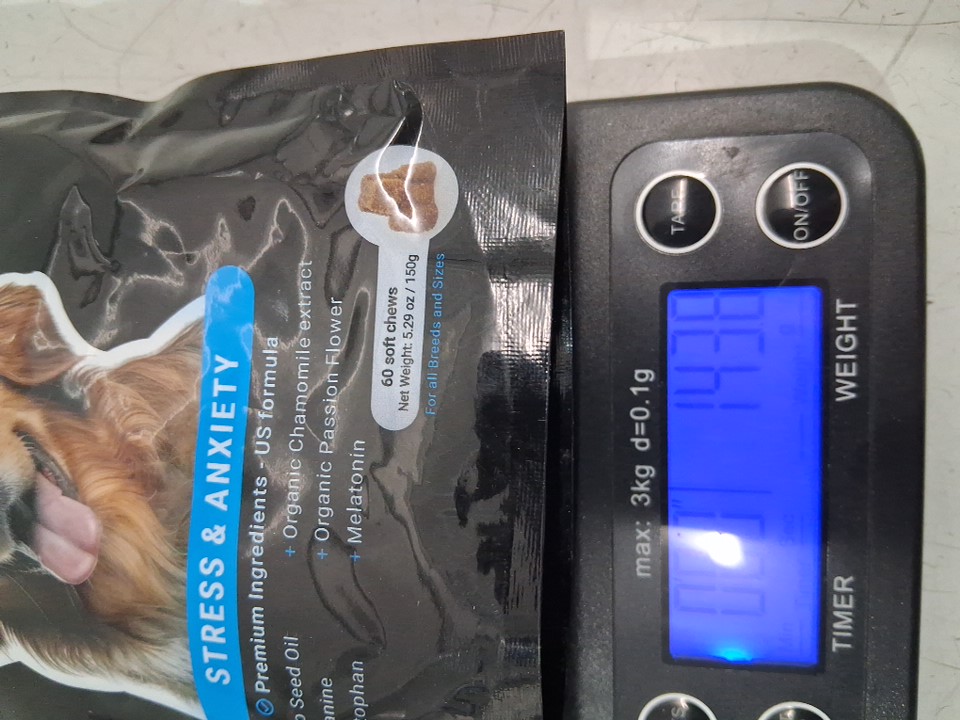 60 soft chews
Net Weight: 5.29 oz / 150g
For all Breeds and Sizes
STRESS & ANXIETY
Premium Ingredients - US formula
+ Organic Chamomile extract
+ Organic Passion Flower
+ Melatonin
Seed Oil
TARE
ON/OFF
max: 3kg d=0.1g
TIMER
WEIGHT